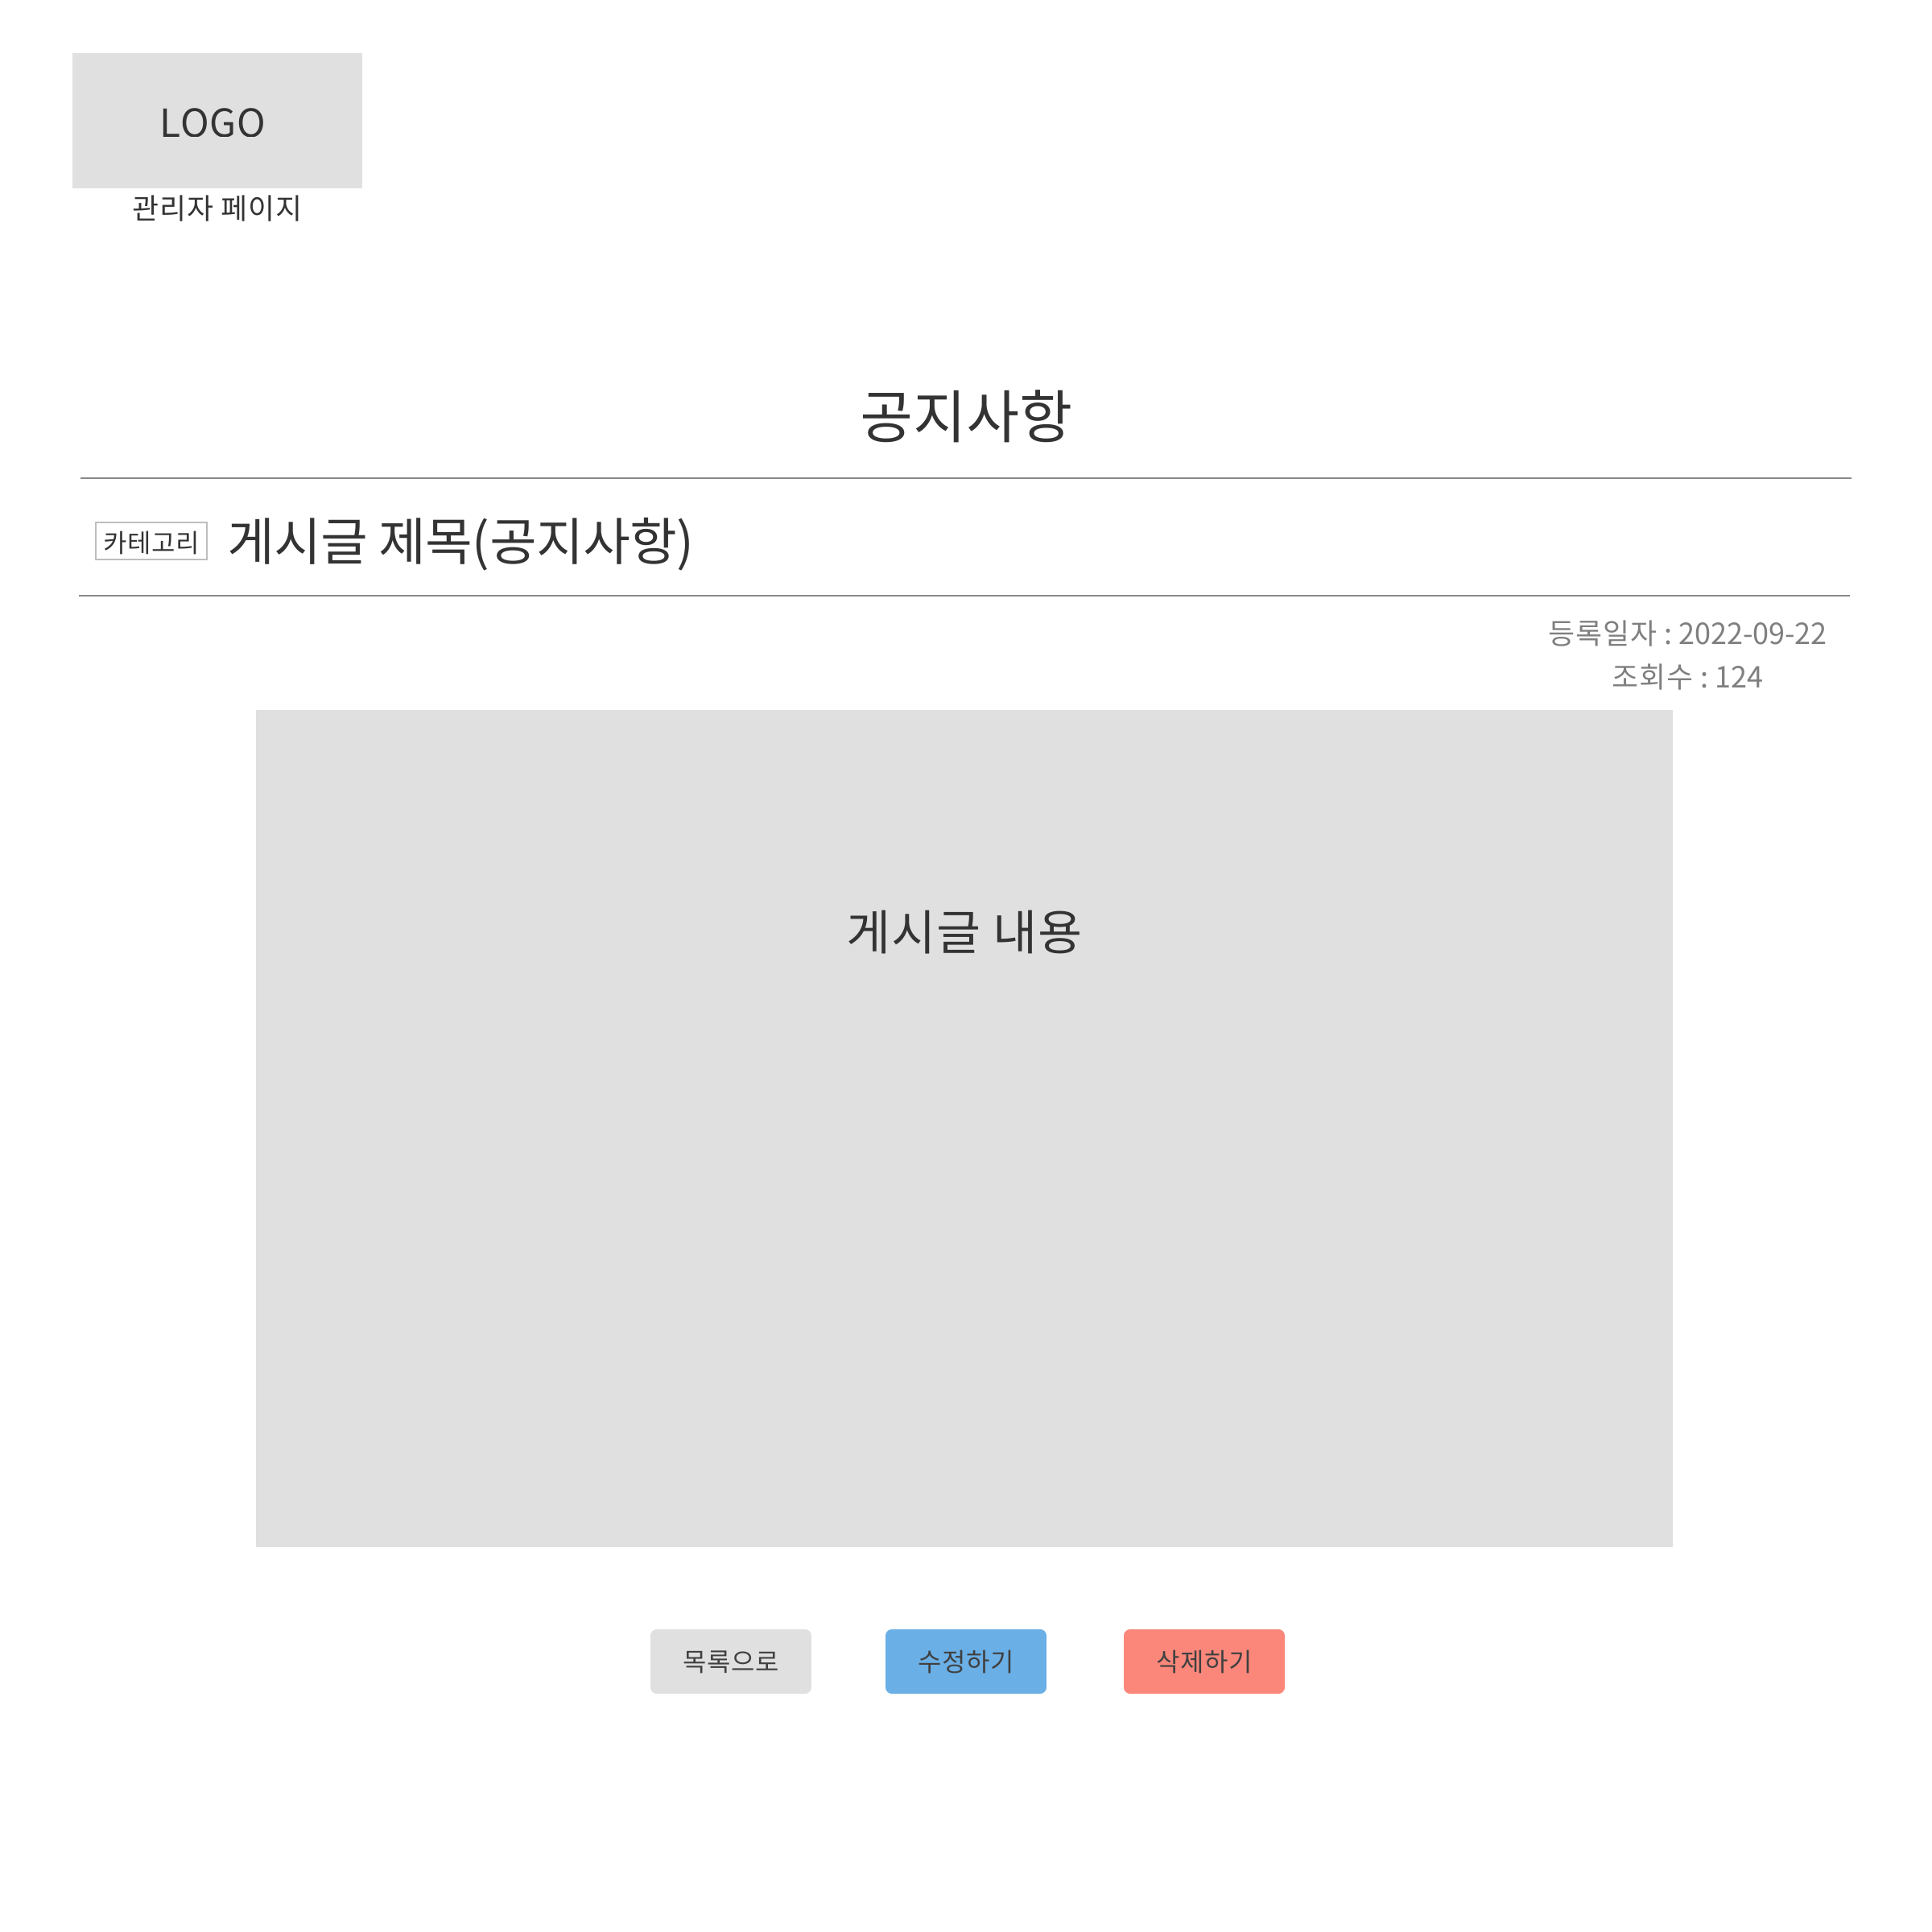 LOGO
관리자 페이지
공지사항
카테고리 게시글 제목(공지사항)
등록일자 : 2022-09-22
조회수 : 124
게시글 내용
목록으로 수정하기 삭제하기